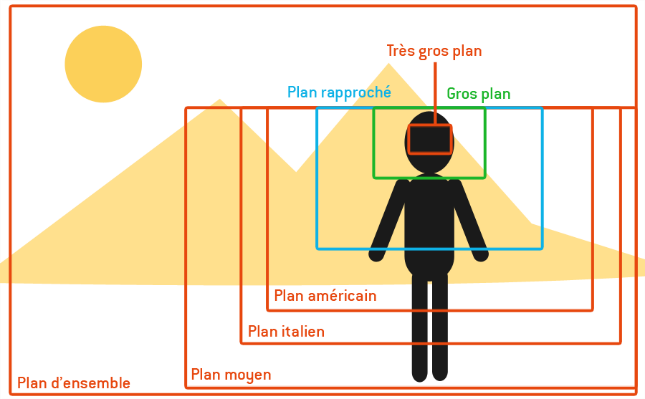 Très gros plan
Plan rapproché
Gros plan
Plan américain
Plan italien
Plan moyen
Plan d'ensemble